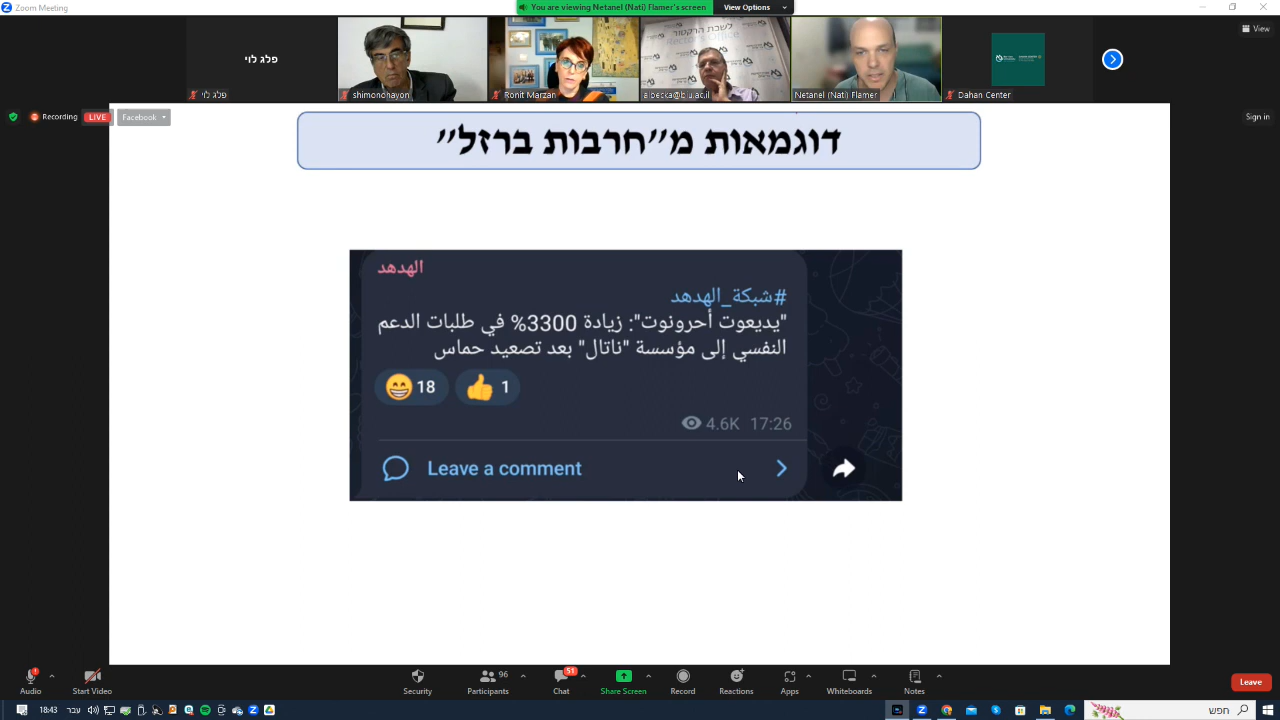 Zoom Meeting
You are viewing Netanel (Nati) Flamer's screen
View Options
View
פלג לוי
לשכת הרקטור
Rector's Office
פלג לוי
shimonohayon
Ronit Marzan
Netanel (Nati) Flamer
Dahan Center
Recording
LIVE
Facebook
Sign in
דוגמאות מ״חרבות ברזל״
الهدهد
#شبكة_الهدهد
"يديعوت أحرونوت": زيادة 3300% في طلبات الدعم
النفسي إلى مؤسسة "ناتال" بعد تصعيد حماس
😁 18 👍 1
4.6K 17:26
Leave a comment
Audio
Start Video
Security
Participants 96
Chat 51
Share Screen
Record
Reactions
Apps
Whiteboards
Notes
Leave
18:43
עבר
חפש